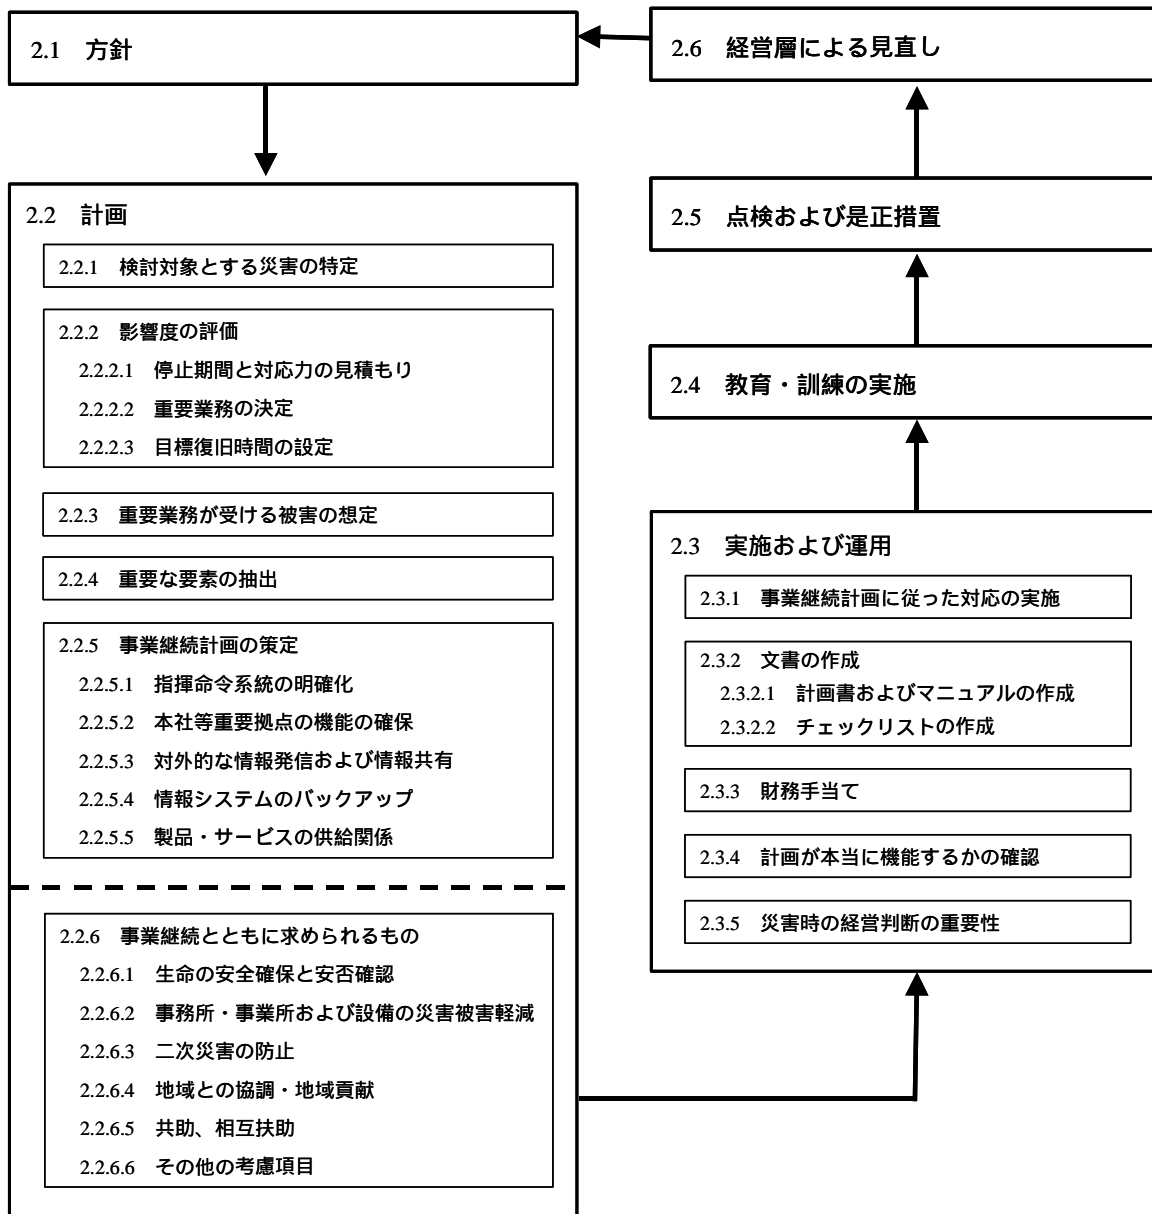 2.1 方針
2.2 計画
2.2.1 検討対象とする災害の特定
2.2.2 影響度の評価
2.2.2.1 停止期間と対応力の見積もり
2.2.2.2 重要業務の決定
2.2.2.3 目標復旧時間の設定
2.2.3 重要業務が受ける被害の想定
2.2.4 重要な要素の抽出
2.2.5 事業継続計画の策定
2.2.5.1 指揮命令系統の明確化
2.2.5.2 本社等重要拠点の機能の確保
2.2.5.3 対外的な情報発信および情報共有
2.2.5.4 情報システムのバックアップ
2.2.5.5 製品・サービスの供給関係
2.2.6 事業継続とともに求められるもの
2.2.6.1 生命の安全確保と安否確認
2.2.6.2 事務所・事業所および設備の災害被害軽減
2.2.6.3 二次災害の防止
2.2.6.4 地域との協調・地域貢献
2.2.6.5 共助、相互扶助
2.2.6.6 その他の考慮項目
2.3 実施および運用
2.3.1 事業継続計画に従った対応の実施
2.3.2 文書の作成
2.3.2.1 計画書およびマニュアルの作成
2.3.2.2 チェックリストの作成
2.3.3 財務手当て
2.3.4 計画が本当に機能するかの確認
2.3.5 災害時の経営判断の重要性
2.4 教育・訓練の実施
2.5 点検および是正措置
2.6 経営層による見直し